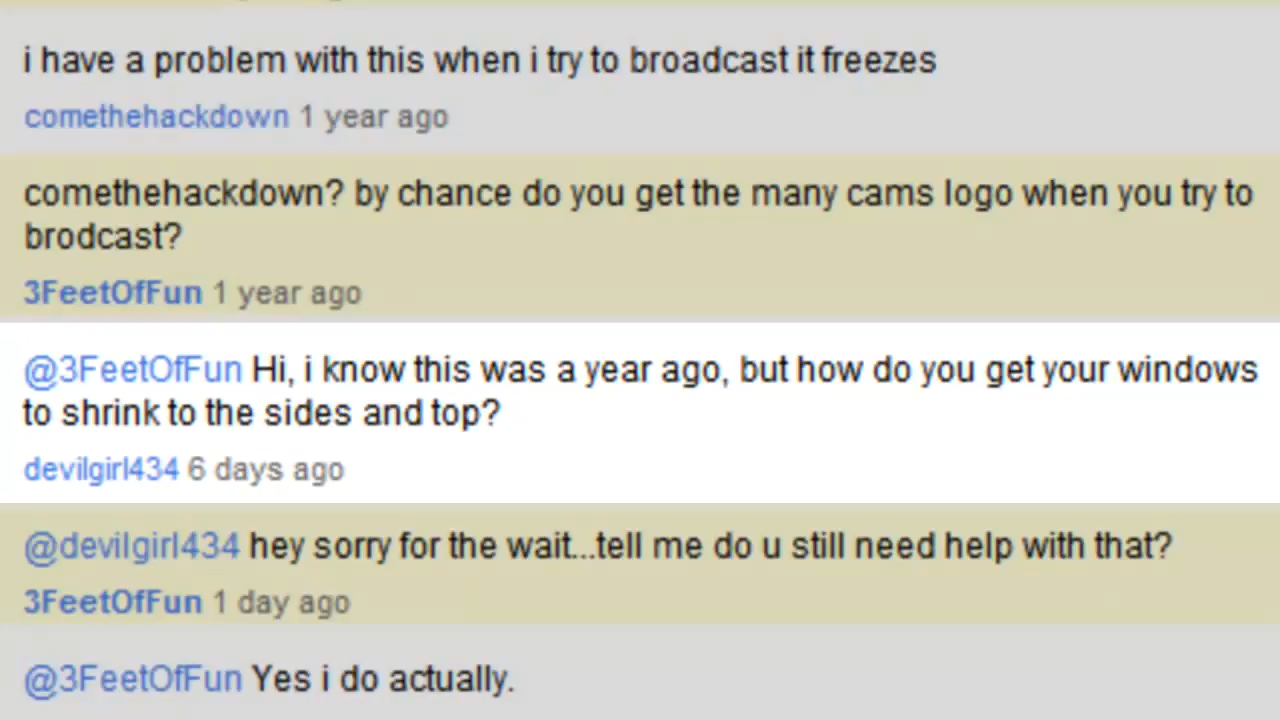 i have a problem with this when i try to broadcast it freezes
comethehackdown 1 year ago
comethehackdown? by chance do you get the many cams logo when you try to
brodcast?
3FeetOfFun 1 year ago
@3FeetOfFun Hi, i know this was a year ago, but how do you get your windows
to shrink to the sides and top?
devilgirl434 6 days ago
@devilgirl434 hey sorry for the wait...tell me do u still need help with that?
3FeetOfFun 1 day ago
@3FeetOfFun Yes i do actually.